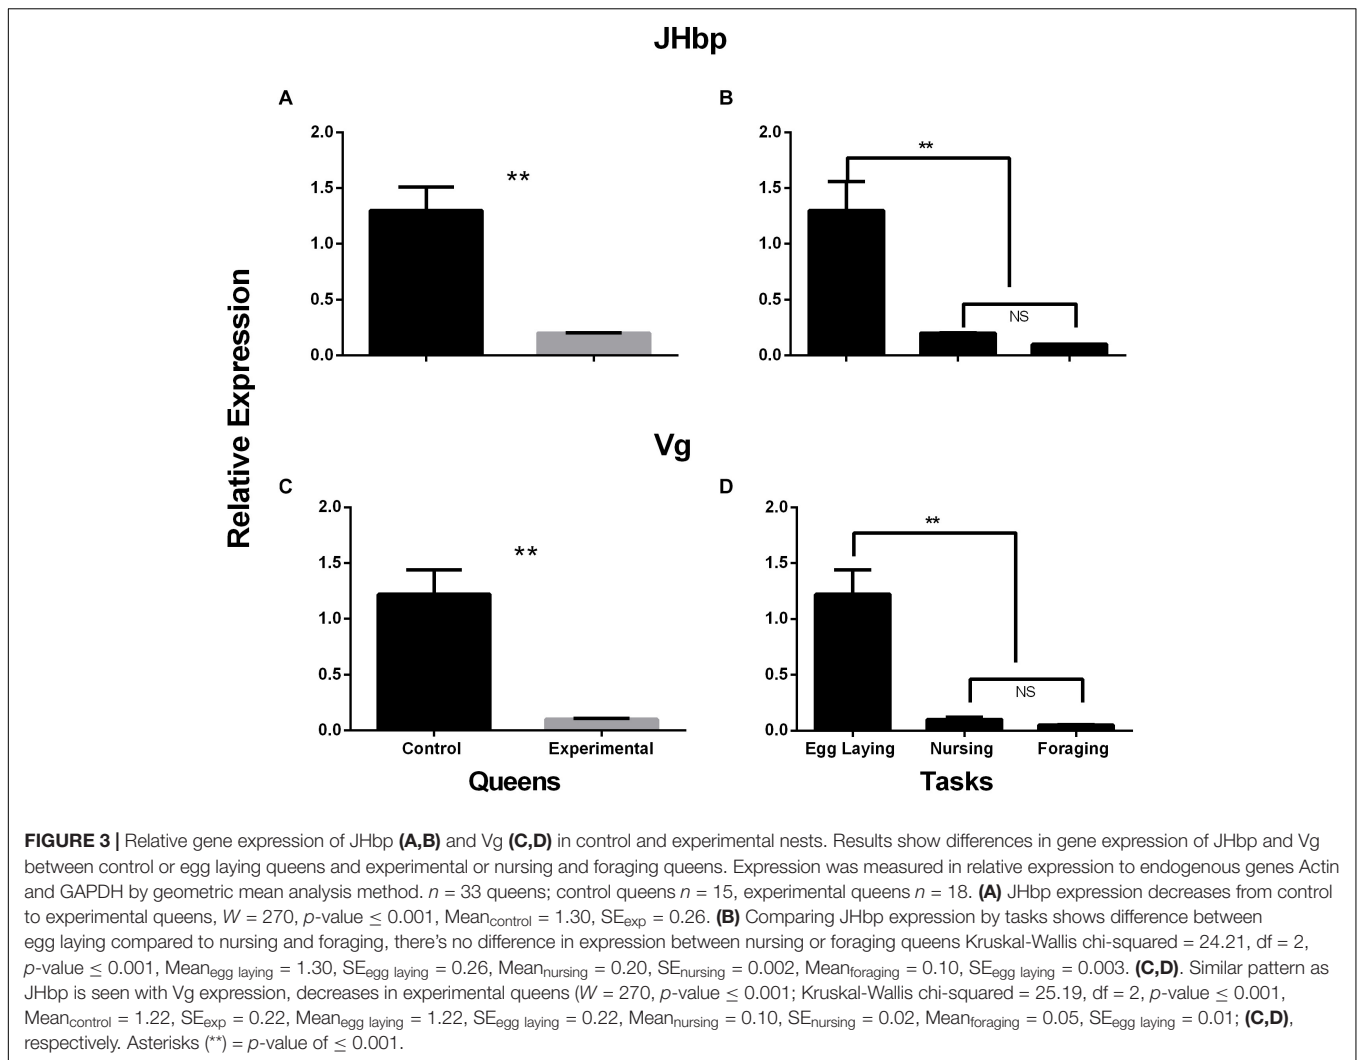 JHbp
A
B
2.0
1.5
1.0
0.5
0.0
**
2.0
1.5
1.0
0.5
0.0
**
NS
Relative Expression
Vg
C
D
2.0
1.5
1.0
0.5
0.0
**
Control
Experimental
Queens
2.0
1.5
1.0
0.5
0.0
**
NS
Egg Laying
Nursing
Foraging
Tasks
FIGURE 3 | Relative gene expression of JHbp (A,B) and Vg (C,D) in control and experimental nests. Results show differences in gene expression of JHbp and Vg
between control or egg laying queens and experimental or nursing and foraging queens. Expression was measured in relative expression to endogenous genes Actin
and GAPDH by geometric mean analysis method. n = 33 queens; control queens n = 15, experimental queens n = 18. (A) JHbp expression decreases from control
to experimental queens, W = 270, p-value ≤ 0.001, Meancontrol = 1.30, SEexp = 0.26. (B) Comparing JHbp expression by tasks shows difference between
egg laying compared to nursing and foraging, there's no difference in expression between nursing or foraging queens Kruskal-Wallis chi-squared = 24.21, df = 2,
p-value ≤ 0.001, Meanegg laying = 1.30, SEegg laying = 0.26, Meannursing = 0.20, SEnursing = 0.002, Meanforaging = 0.10, SEegg laying = 0.003. (C,D). Similar pattern as
JHbp is seen with Vg expression, decreases in experimental queens (W = 270, p-value ≤ 0.001; Kruskal-Wallis chi-squared = 25.19, df = 2, p-value ≤ 0.001,
Meancontrol = 1.22, SEexp = 0.22, Meanegg laying = 1.22, SEegg laying = 0.22, Meannursing = 0.10, SEnursing = 0.02, Meanforaging = 0.05, SEegg laying = 0.01; (C,D),
respectively. Asterisks (**) = p-value of ≤ 0.001.